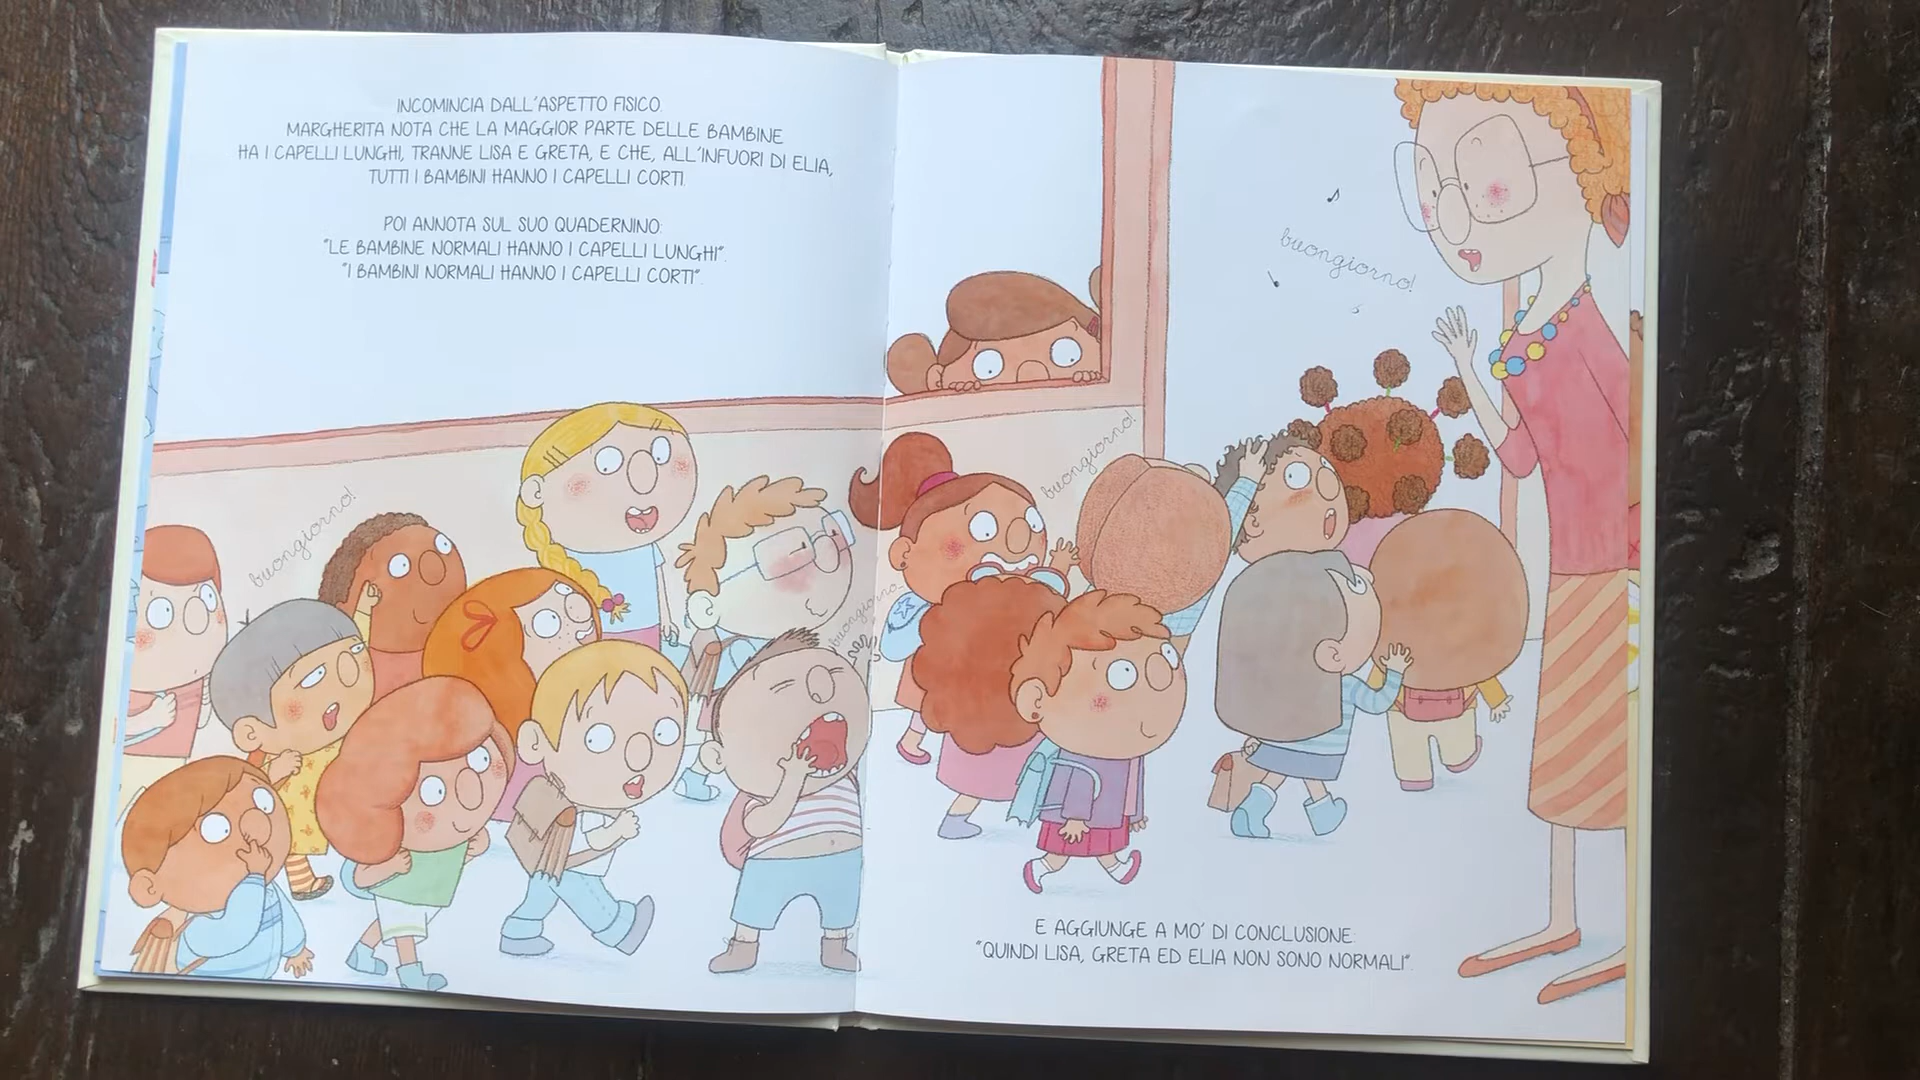 INCOMINCIA DALL'ASPETTO FISICO.
MARGHERITA NOTA CHE LA MAGGIOR PARTE DELLE BAMBINE
HA I CAPELLI LUNGHI, TRANNE LISA E GRETA, E CHE, ALL'INFUORI DI ELIA,
TUTTI I BAMBINI HANNO I CAPELLI CORTI.
POI ANNOTA SUL SUO QUADERNINO:
"LE BAMBINE NORMALI HANNO I CAPELLI LUNGHI".
"I BAMBINI NORMALI HANNO I CAPELLI CORTI".
buongiorno!
buongiorno...
buongiorno!
buongiorno!
E AGGIUNGE A MO' DI CONCLUSIONE:
"QUINDI LISA, GRETA ED ELIA NON SONO NORMALI".